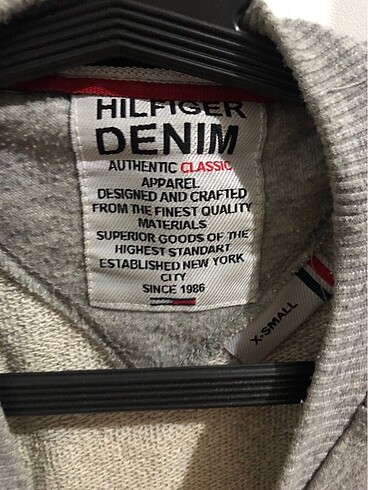 HILFIGER
DENIM
AUTHENTIC CLASSIC
APPAREL
DESIGNED AND CRAFTED
FROM THE FINEST QUALITY
MATERIALS
SUPERIOR GOODS OF THE
HIGHEST STANDART
ESTABLISHED NEW YORK
CITY
SINCE 1986
X-SMALL